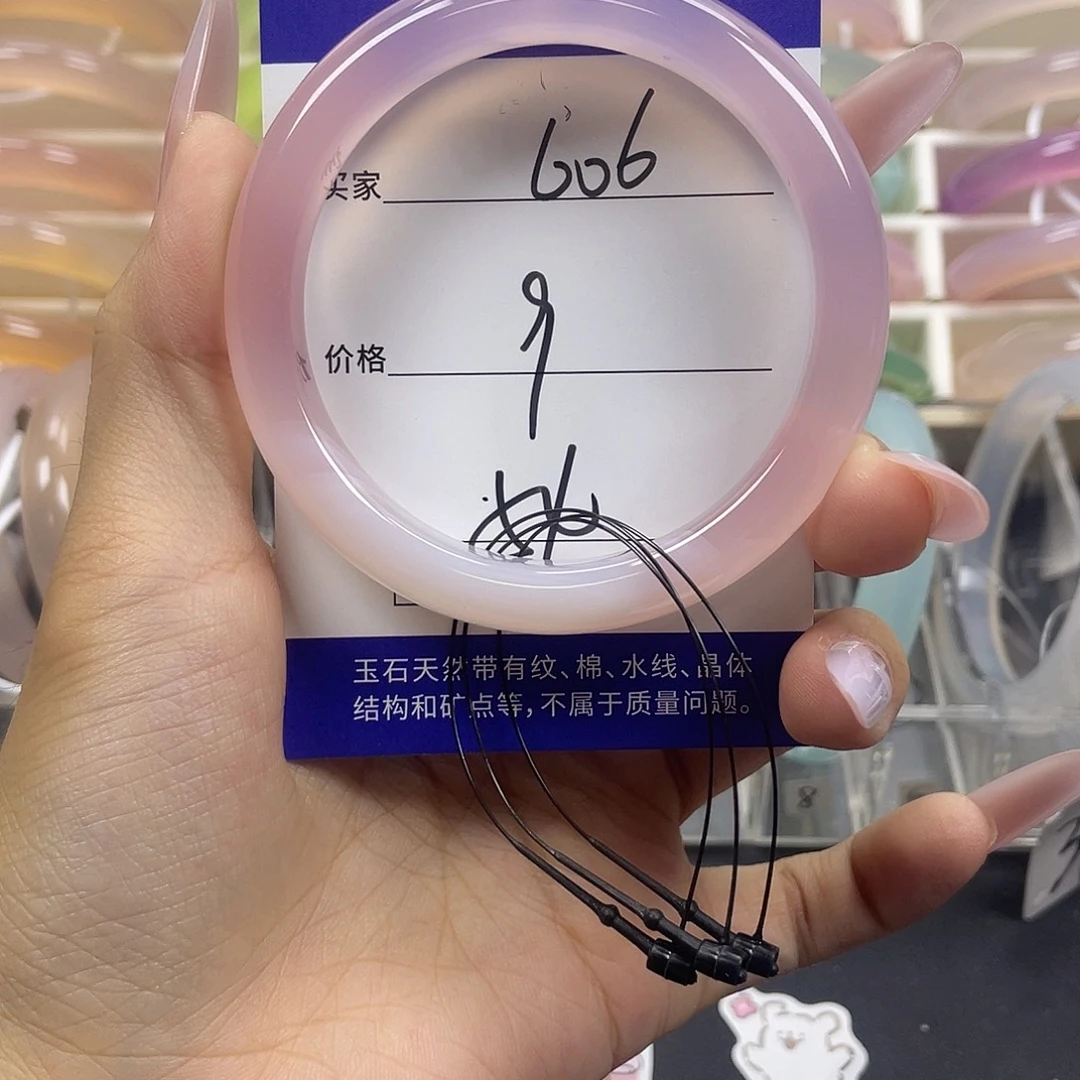 买家 606
价格 9
玉石天然带有纹、棉、水线、晶体
结构和矿点等,不属于质量问题。
8